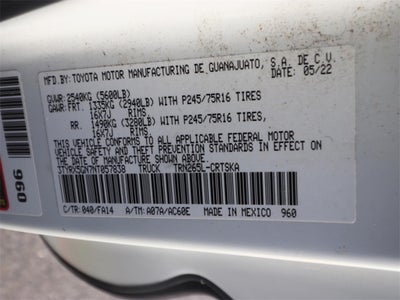 MFD.BY:TOYOTA MOTOR MANUFACTURING DE GUANAJUATO, S.A. DE C.V.
GVWR: 2540KG (5600LB) 05/22
GAWR:FRT. 1335KG (2940LB) WITH P245/75R16 TIRES
16X7J RIMS
RR. 1490KG (3280LB) WITH P245/75R16 TIRES,
16X7J RIMS
THIS VEHICLE CONFORMS TO ALL APPLICABLE FEDERAL MOTOR
VEHICLE SAFETY AND THEFT PREVENTION STANDARDS IN EFFECT ON THE
DATE OF MANUFACTURE SHOWN ABOVE.
TRUCK TRN265L-CRTSKA
C/TR: 040/FA14 A/TM: A07A/AC60E MADE IN MEXICO 960
960